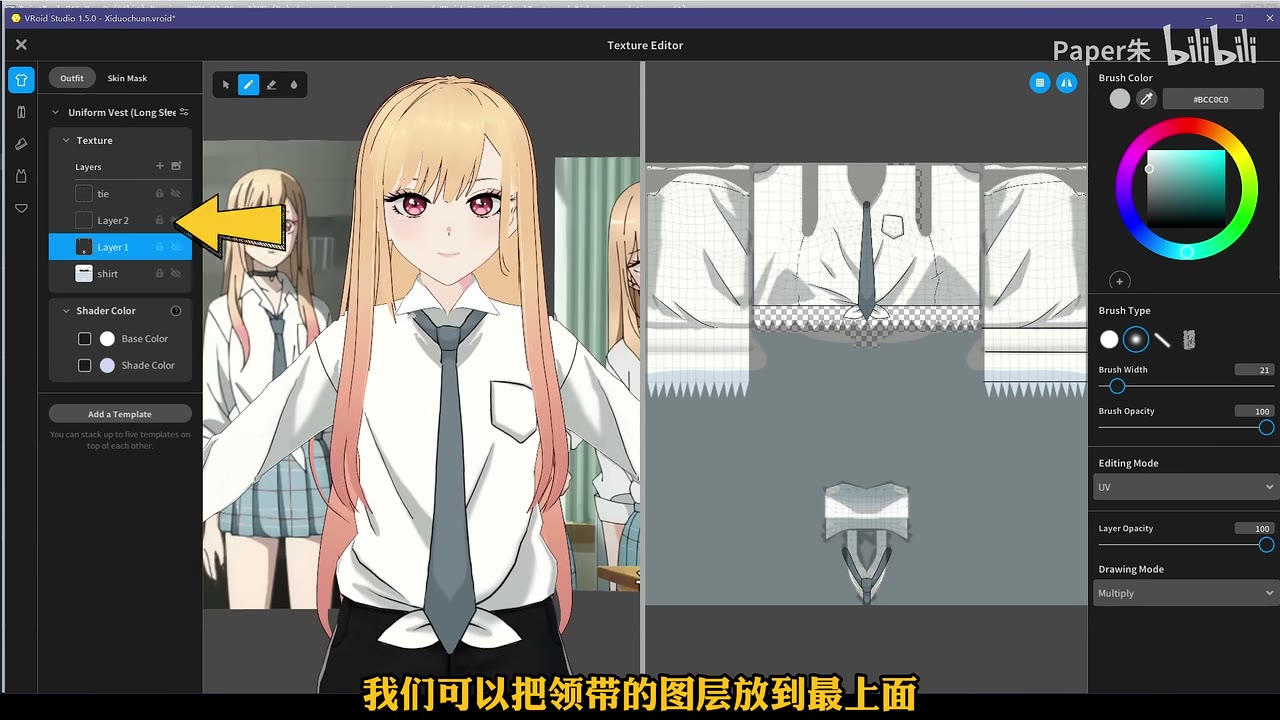 VRoid Studio 1.5.0 - Xiduochuan.vroid*
Texture Editor
Paper朱 bilibili
Outfit
Skin Mask
Uniform Vest (Long Slee
Texture
Layers
tie
Layer 2
Layer 1
shirt
Shader Color
Base Color
Shade Color
Add a Template
You can stack up to five templates on
top of each other.
Brush Color
#BCC0C0
Brush Type
Brush Width
21
Brush Opacity
100
Editing Mode
UV
Layer Opacity
100
Drawing Mode
Multiply
我们可以把领带的图层放到最上面